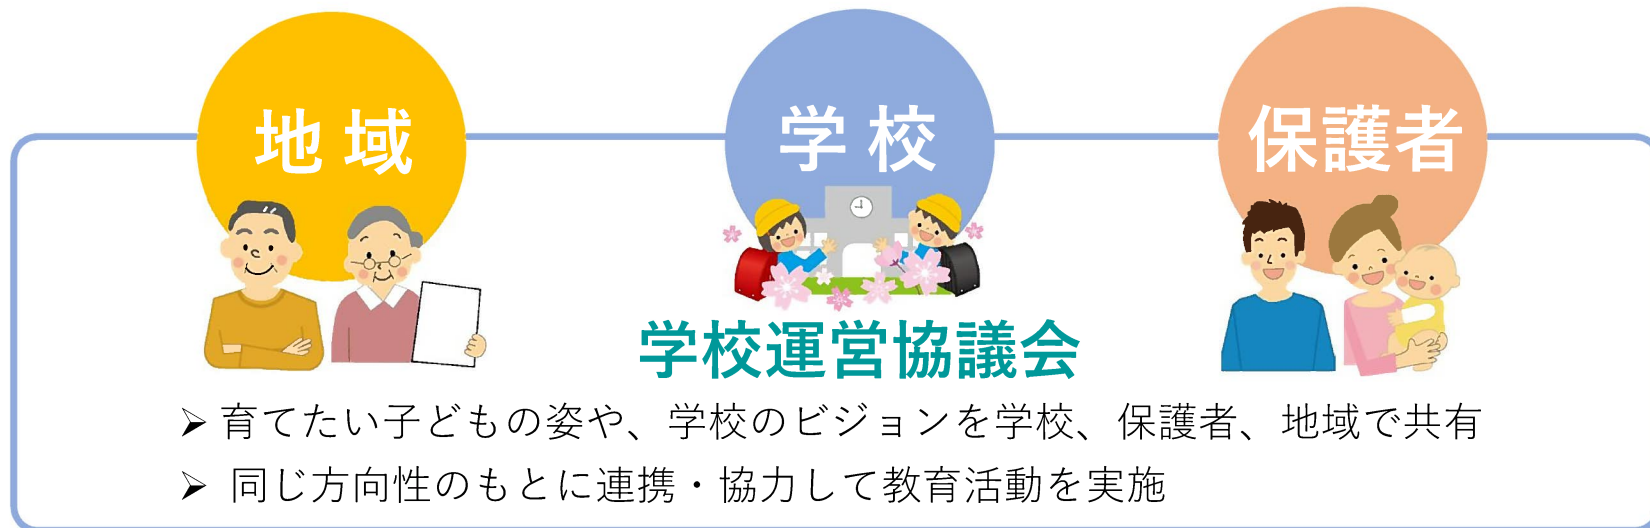 地域
学校
保護者
学校運営協議会
➢ 育てたい子どもの姿や、学校のビジョンを学校、保護者、地域で共有
➢ 同じ方向性のもとに連携・協力して教育活動を実施